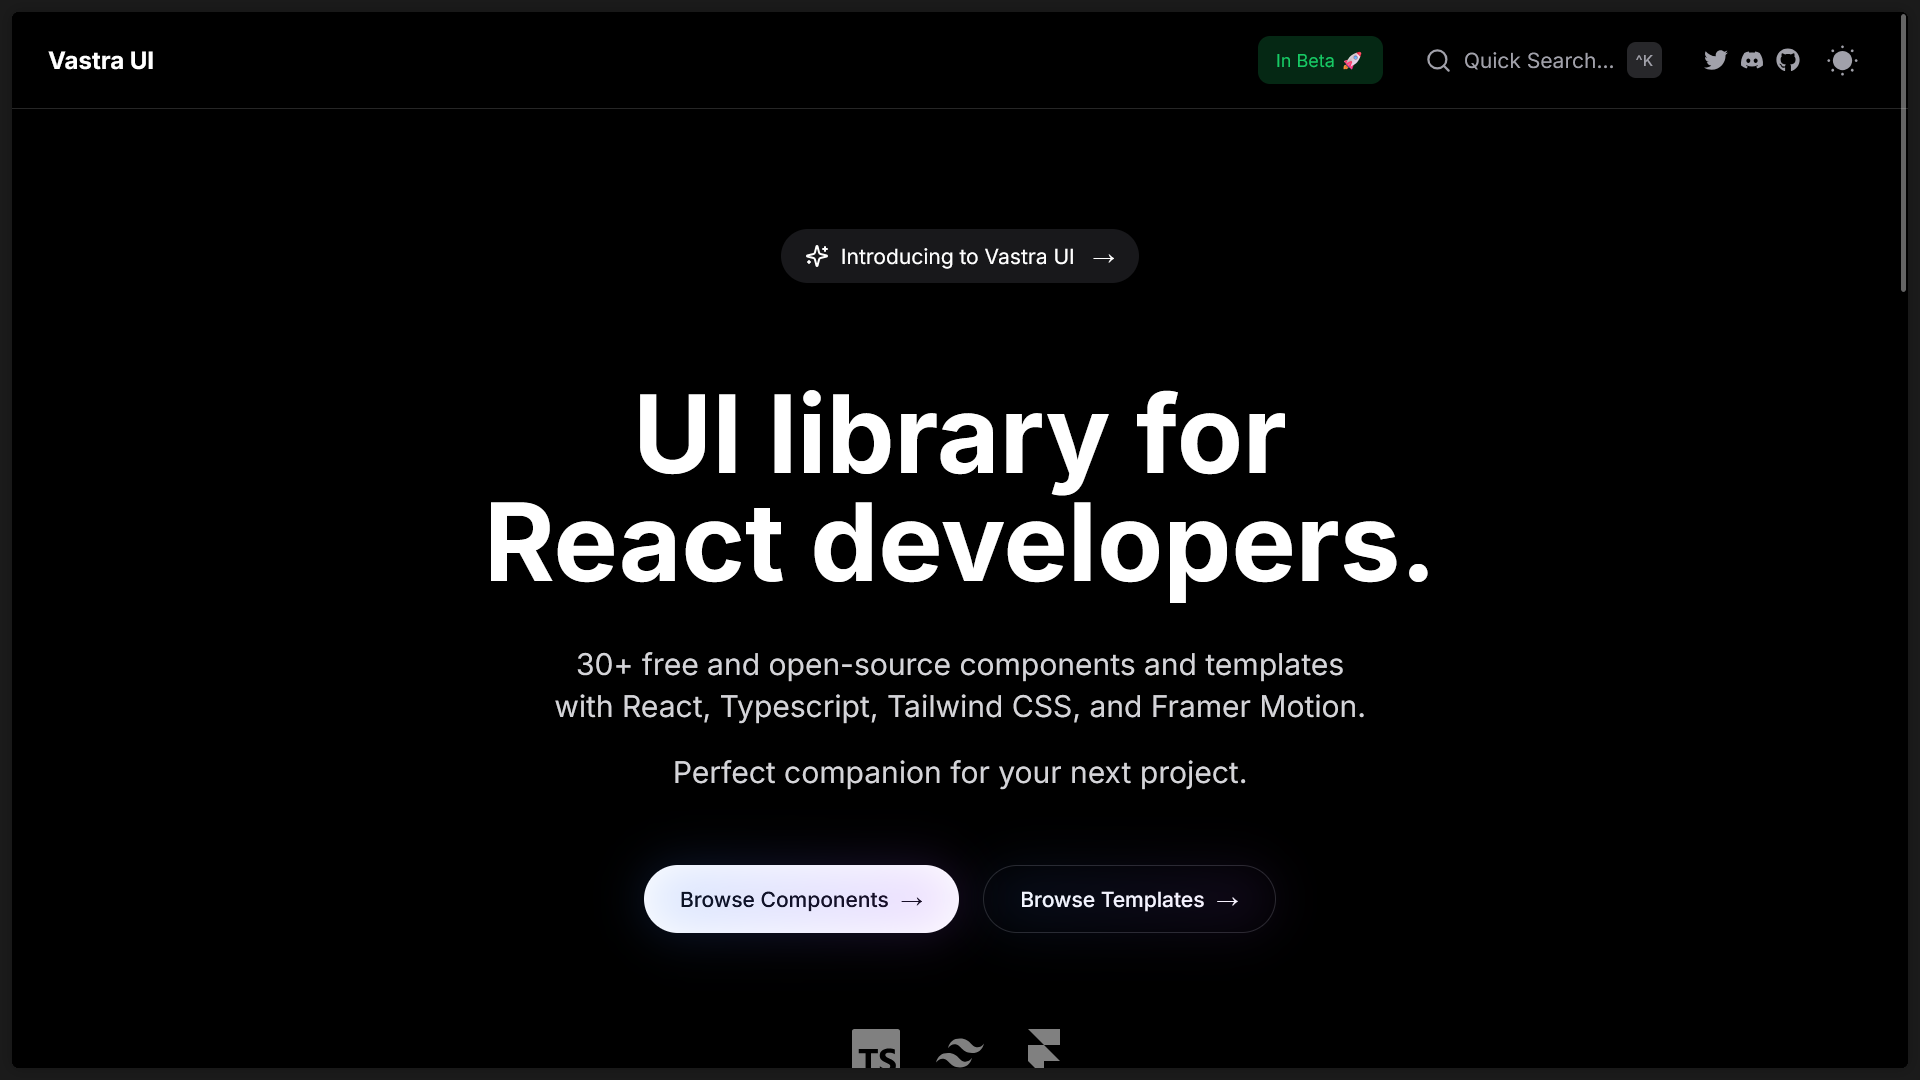 Vastra UI
In Beta 🚀
Quick Search...
^K
Introducing to Vastra UI →
UI library for
React developers.
30+ free and open-source components and templates
with React, Typescript, Tailwind CSS, and Framer Motion.
Perfect companion for your next project.
Browse Components →
Browse Templates →
TS